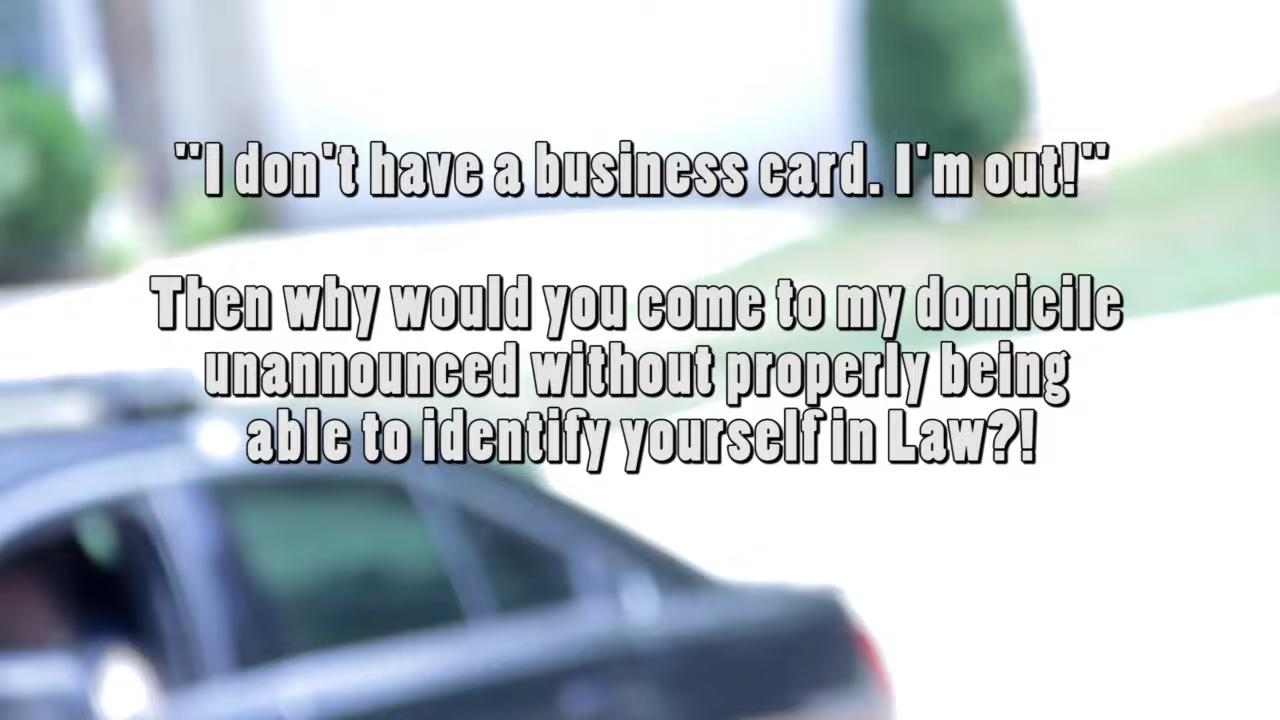 "I don't have a business card. I'm out!"
Then why would you come to my domicile
unannounced without properly being
able to identify yourself in Law?!